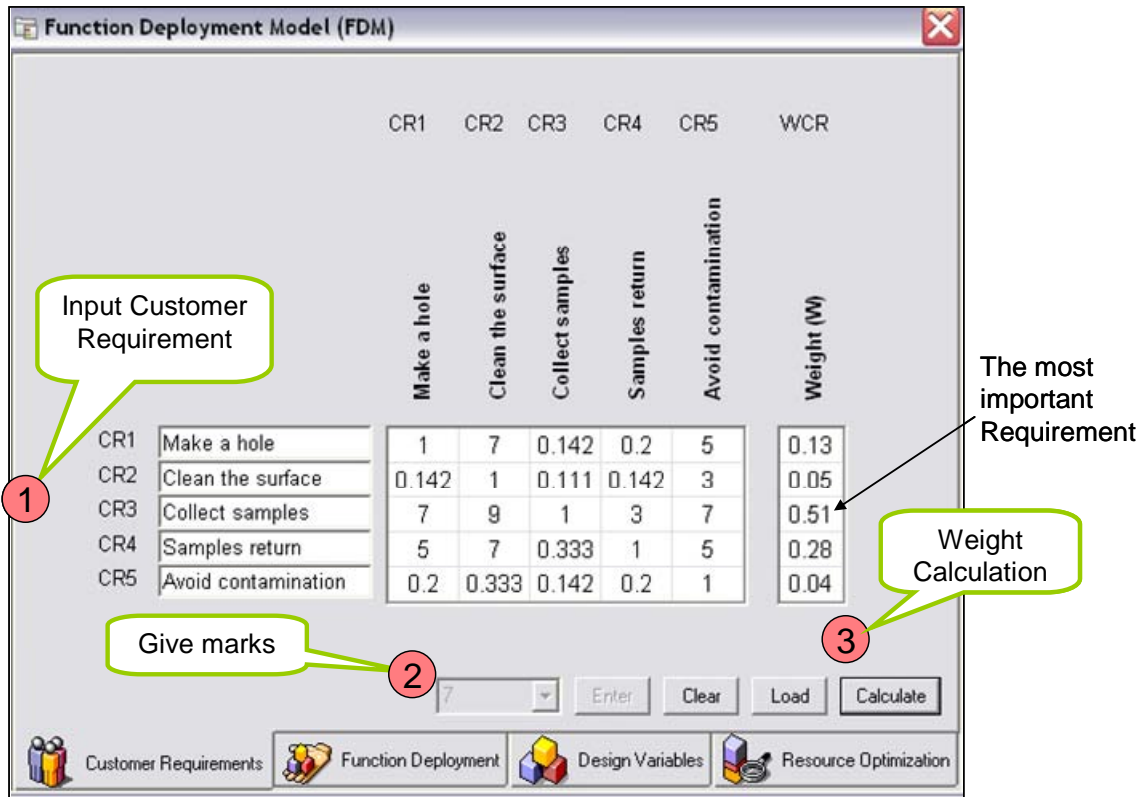 Function Deployment Model (FDM)
CR1 CR2 CR3 CR4 CR5 WCR
Make a hole
Clean the surface
Collect samples
Samples return
Avoid contamination
Weight (W)
Input Customer
Requirement
The most
important
Requirement
CR1 Make a hole 1 7 0.142 0.2 5 0.13
CR2 Clean the surface 0.142 1 0.111 0.142 3 0.05
CR3 Collect samples 7 9 1 3 7 0.51
CR4 Samples return 5 7 0.333 1 5 0.28
CR5 Avoid contamination 0.2 0.333 0.142 0.2 1 0.04
1
Weight
Calculation
Give marks
2
3
7 Enter Clear Load Calculate
Customer Requirements Function Deployment Design Variables Resource Optimization